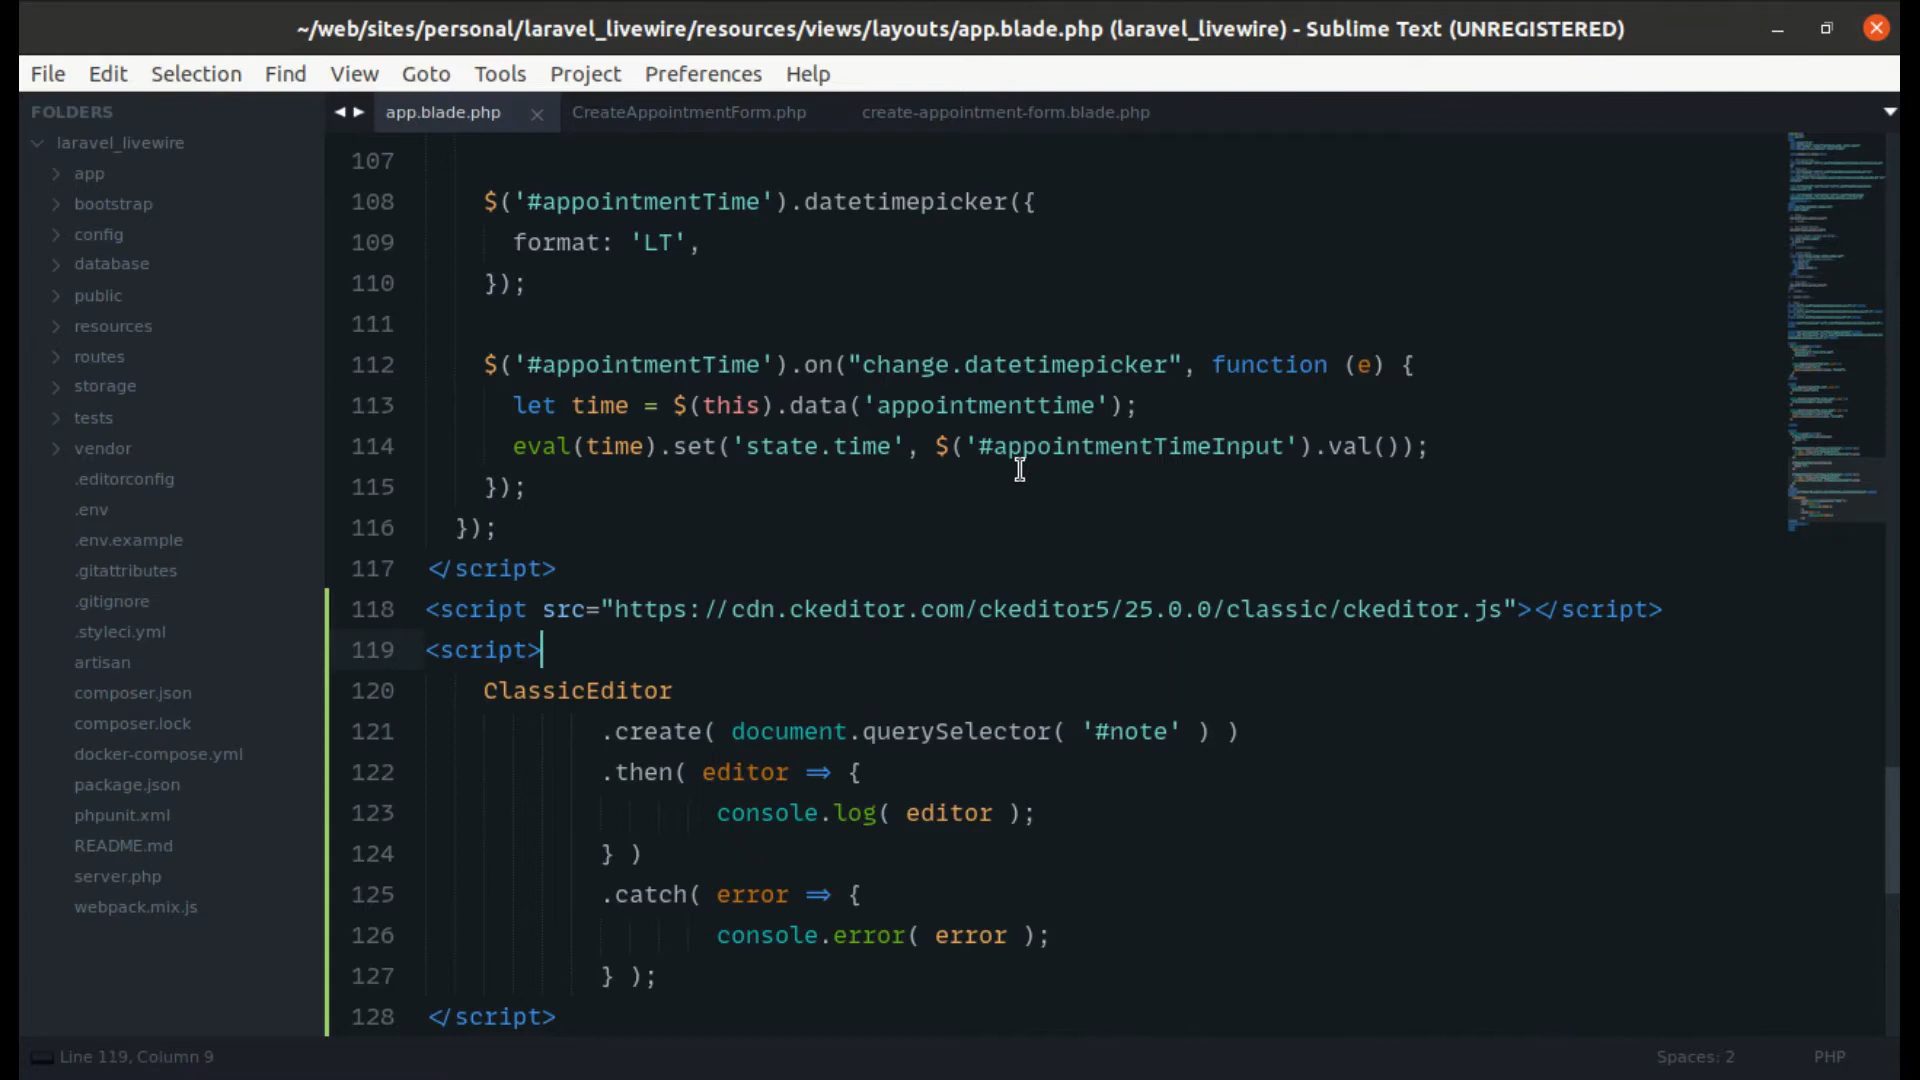 ~/web/sites/personal/laravel_livewire/resources/views/layouts/app.blade.php (laravel_livewire) - Sublime Text (UNREGISTERED)
File Edit Selection Find View Goto Tools Project Preferences Help
FOLDERS
laravel_livewire
app
bootstrap
config
database
public
resources
routes
storage
tests
vendor
.editorconfig
.env
.env.example
.gitattributes
.gitignore
.styleci.yml
artisan
composer.json
composer.lock
docker-compose.yml
package.json
phpunit.xml
README.md
server.php
webpack.mix.js
app.blade.php CreateAppointmentForm.php create-appointment-form.blade.php
107
108 $('#appointmentTime').datetimepicker({
109 format: 'LT',
110 });
111
112 $('#appointmentTime').on("change.datetimepicker", function (e) {
113 let time = $(this).data('appointmenttime');
114 eval(time).set('state.time', $('#appointmentTimeInput').val());
115 });
116 });
117 </script>
118 <script src="https://cdn.ckeditor.com/ckeditor5/25.0.0/classic/ckeditor.js"></script>
119 <script>
120 ClassicEditor
121 .create( document.querySelector( '#note' ) )
122 .then( editor => {
123 console.log( editor );
124 } )
125 .catch( error => {
126 console.error( error );
127 } );
128 </script>
Line 119, Column 9 Spaces: 2 PHP